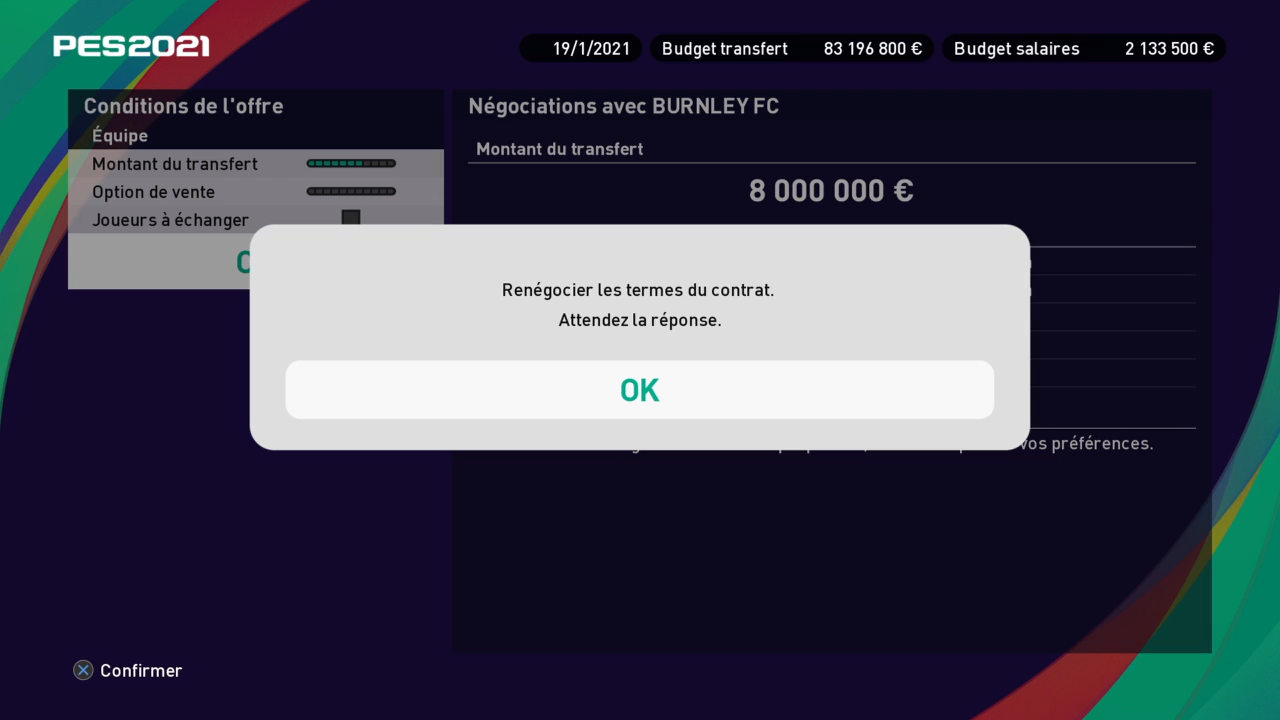 PES2021
19/1/2021
Budget transfert 83 196 800 €
Budget salaires 2 133 500 €
Conditions de l'offre
Équipe
Montant du transfert
Option de vente
Joueurs à échanger
Négociations avec BURNLEY FC
Montant du transfert
8 000 000 €
Renégocier les termes du contrat.
Attendez la réponse.
OK
vos préférences.
Confirmer